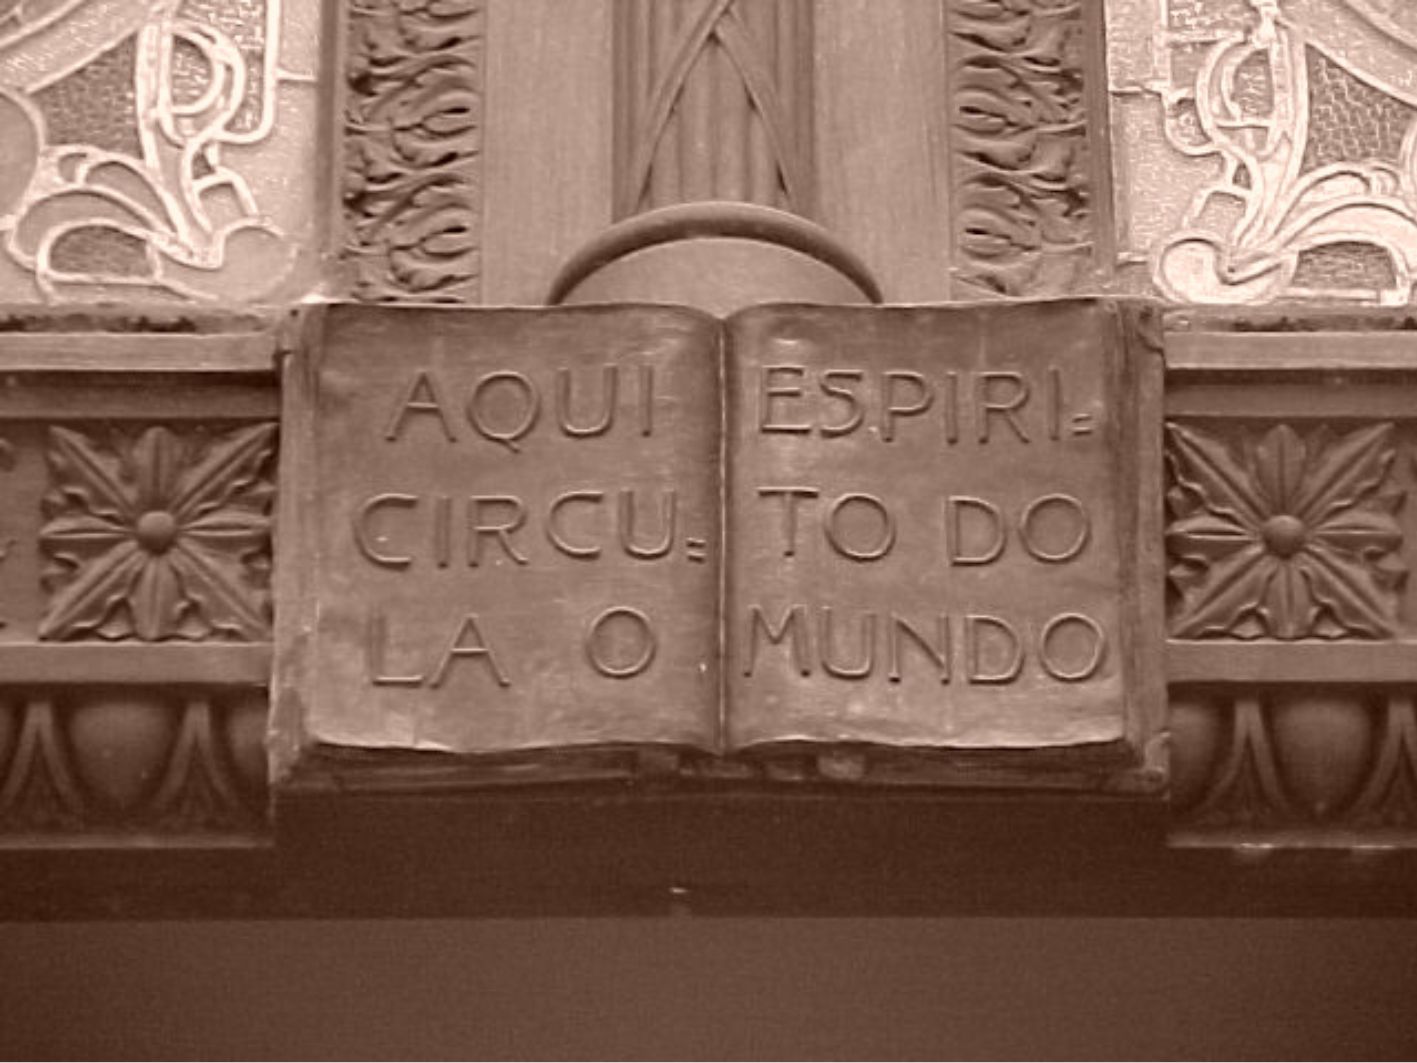 AQUI
CIRCU=
LA O
ESPIRI=
TO DO
MUNDO